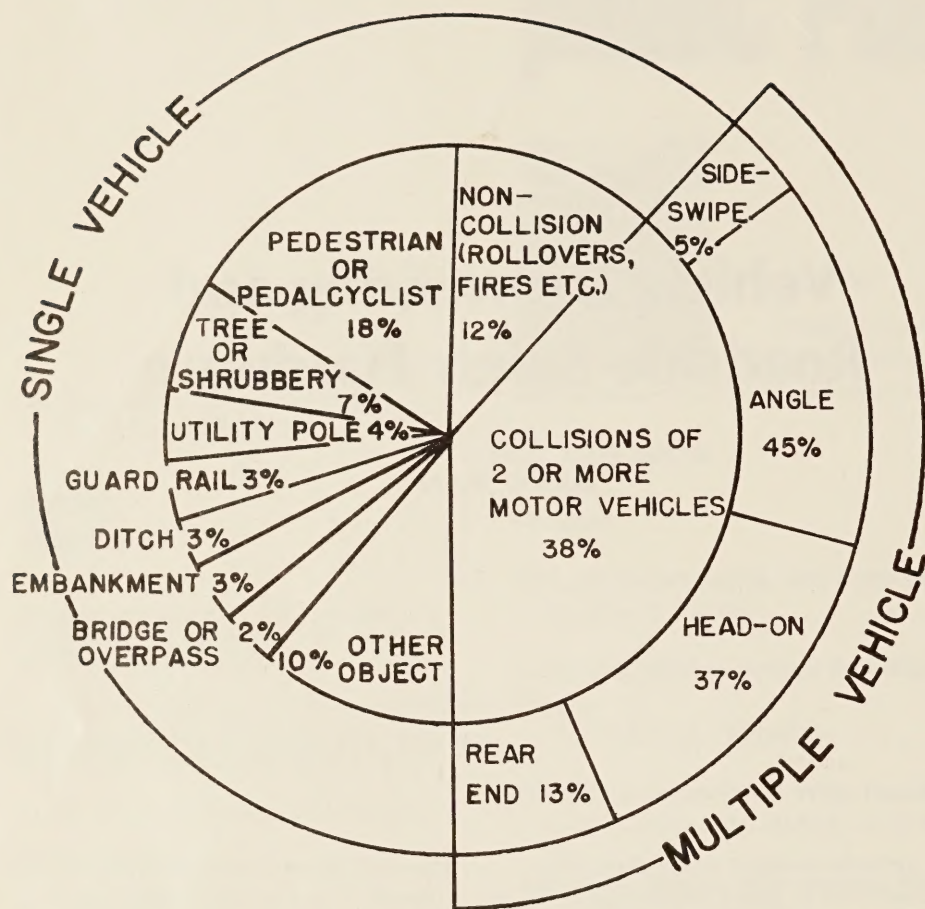 SINGLE VEHICLE
NON-
COLLISION
(ROLLOVERS,
FIRES ETC.)
12%
SIDE-
SWIPE
5%
PEDESTRIAN
OR
PEDALCYCLIST
18%
TREE
OR
SHRUBBERY
7%
UTILITY POLE 4%
GUARD RAIL 3%
DITCH 3%
EMBANKMENT 3%
BRIDGE OR
OVERPASS
2%
10% OTHER
OBJECT
COLLISIONS OF
2 OR MORE
MOTOR VEHICLES
38%
ANGLE
45%
HEAD-ON
37%
REAR
END 13%
MULTIPLE VEHICLE